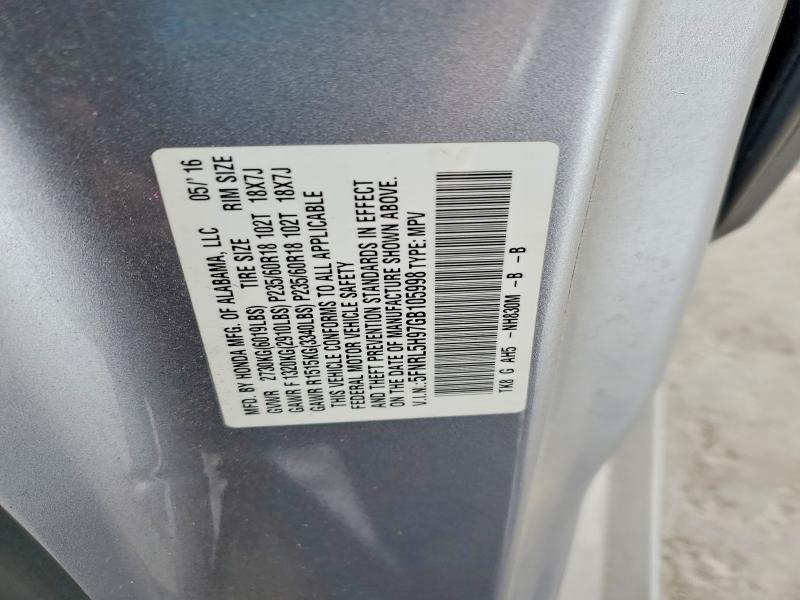 MFD. BY HONDA MFG. OF ALABAMA, LLC 05/'16
GVWR 2730KG(6019LBS) TIRE SIZE RIM SIZE
GAWR F 1320KG(2910LBS) P235/60R18 102T 18X7J
GAWR R1515KG(3340LBS) P235/60R18 102T 18X7J
THIS VEHICLE CONFORMS TO ALL APPLICABLE
FEDERAL MOTOR VEHICLE SAFETY
AND THEFT PREVENTION STANDARDS IN EFFECT
ON THE DATE OF MANUFACTURE SHOWN ABOVE.
V.I.N.: 5FNRL5H97GB105998 TYPE: MPV
TK8 G AH5 -NH830M -B -B